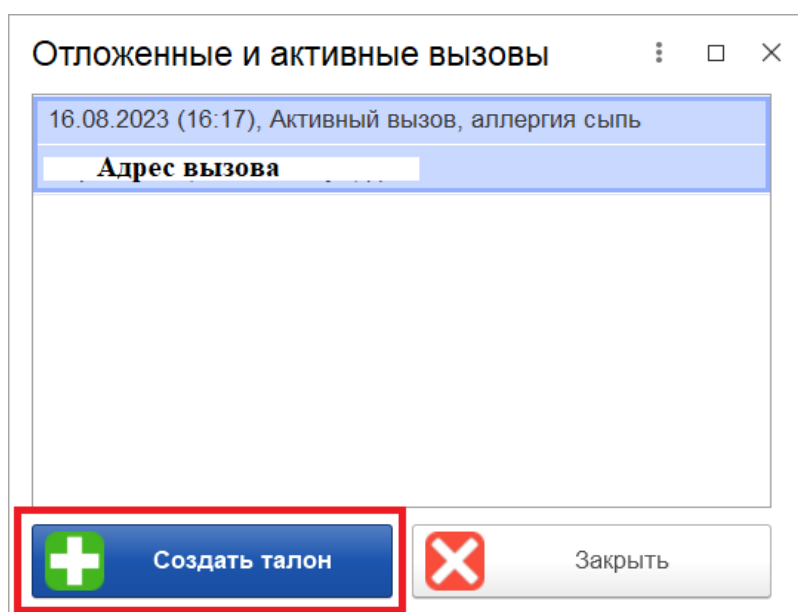 Отложенные и активные вызовы
16.08.2023 (16:17), Активный вызов, аллергия сыпь
Адрес вызова
Создать талон
Закрыть